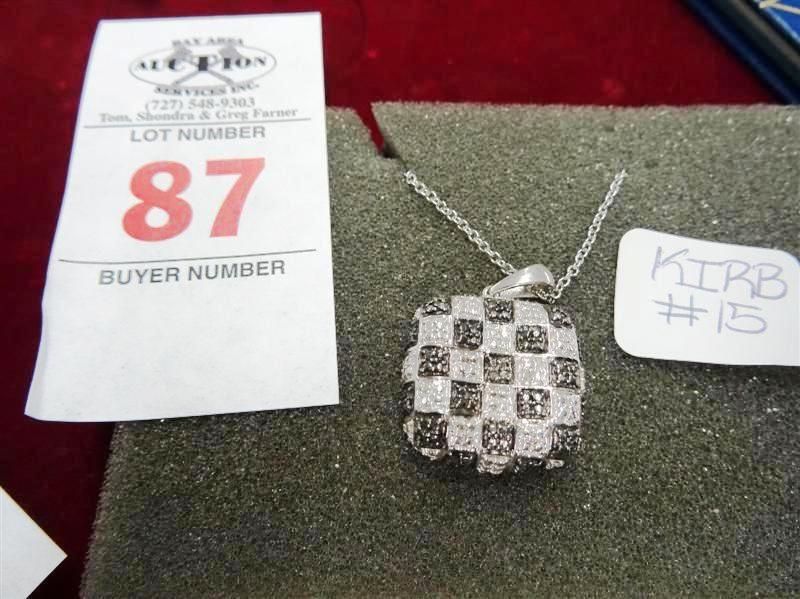 BAY AREA
AUCTION
SERVICES INC.
(727) 548-9303
Tom, Shondra & Greg Farner
LOT NUMBER
87
BUYER NUMBER
KIRB
#15